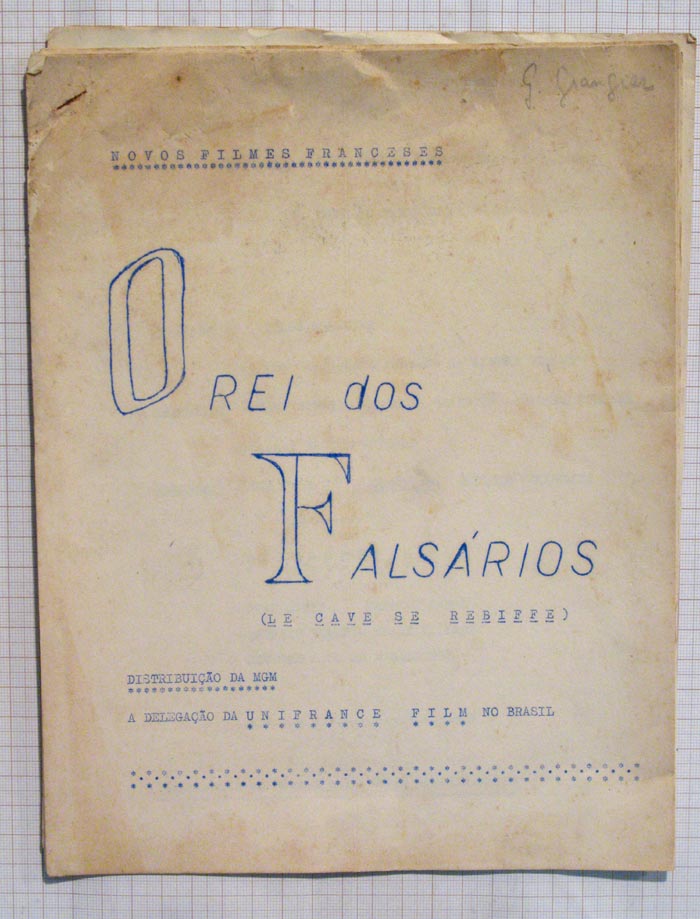 G. Grangier
NOVOS FILMES FRANCESES
O REI dos
FALSÁRIOS
(LE CAVE SE REBIFFE)
DISTRIBUIÇÃO DA MGM
A DELEGAÇÃO DA UNIFRANCE FILM NO BRASIL